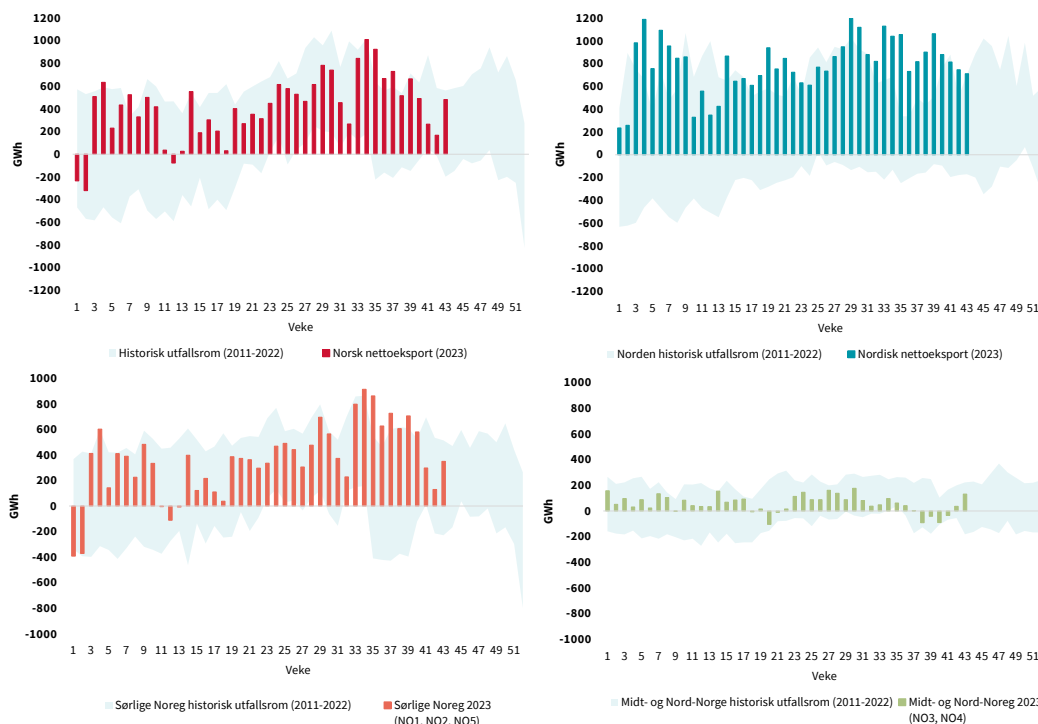 1200
1000
800
600
400
200
0
-200
-400
-600
-800
-1000
-1200
GWh
1 3 5 7 9 11 13 15 17 19 21 23 25 27 29 31 33 35 37 39 41 43 45 47 49 51
Veke
Historisk utfallsrom (2011-2022) Norsk nettoeksport (2023)
1200
1000
800
600
400
200
0
-200
-400
-600
-800
-1000
-1200
GWh
1 3 5 7 9 11 13 15 17 19 21 23 25 27 29 31 33 35 37 39 41 43 45 47 49 51
Veke
Norden historisk utfallsrom (2011-2022) Nordisk nettoeksport (2023)
1000
800
600
400
200
0
-200
-400
-600
-800
-1000
GWh
1 3 5 7 9 11 13 15 17 19 21 23 25 27 29 31 33 35 37 39 41 43 45 47 49 51
Veke
Sørlige Noreg historisk utfallsrom (2011-2022) Sørlige Noreg 2023
(NO1, NO2, NO5)
1000
800
600
400
200
0
-200
-400
-600
-800
-1000
GWh
1 3 5 7 9 11 13 15 17 19 21 23 25 27 29 31 33 35 37 39 41 43 45 47 49 51
Veke
Midt- og Nord-Norge historisk utfallsrom (2011-2022) Midt- og Nord-Noreg 2023
(NO3, NO4)